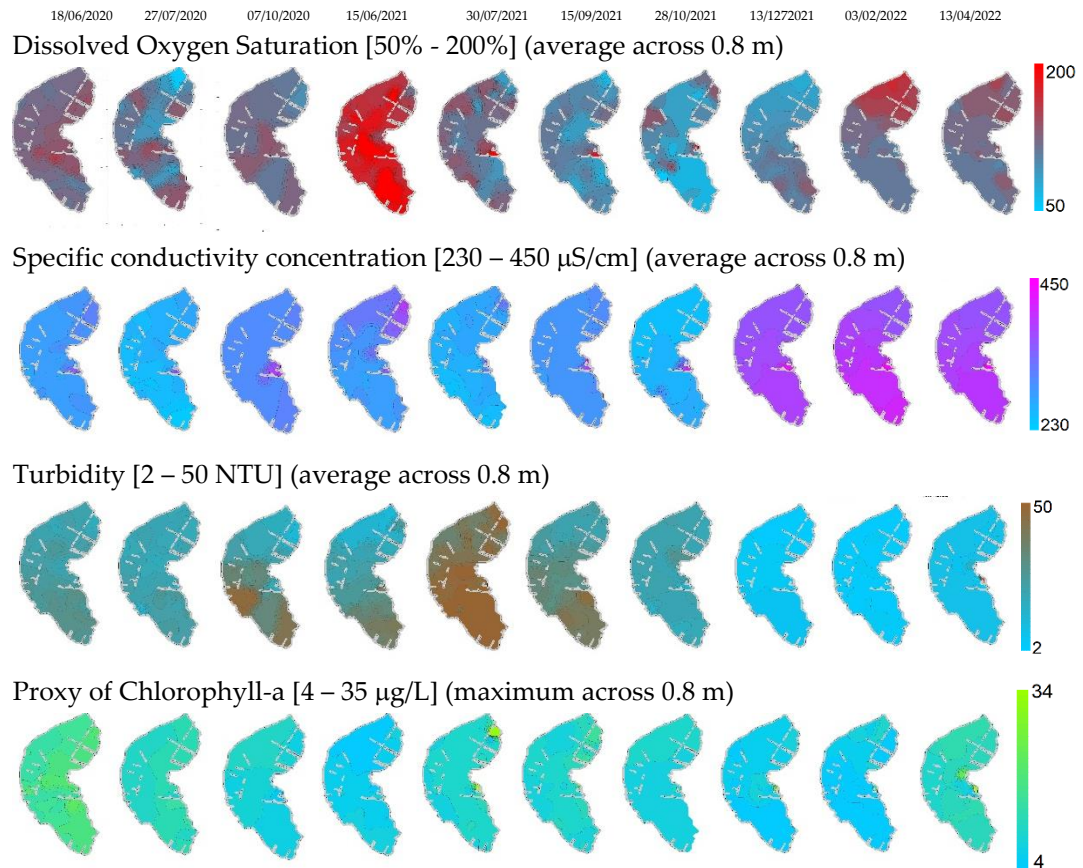 18/06/2020 27/07/2020 07/10/2020 15/06/2021 30/07/2021 15/09/2021 28/10/2021 13/1272021 03/02/2022 13/04/2022
Dissolved Oxygen Saturation [50% - 200%] (average across 0.8 m)
200
50
Specific conductivity concentration [230 – 450 μS/cm] (average across 0.8 m)
450
230
Turbidity [2 – 50 NTU] (average across 0.8 m)
50
2
Proxy of Chlorophyll-a [4 – 35 μg/L] (maximum across 0.8 m)
34
4